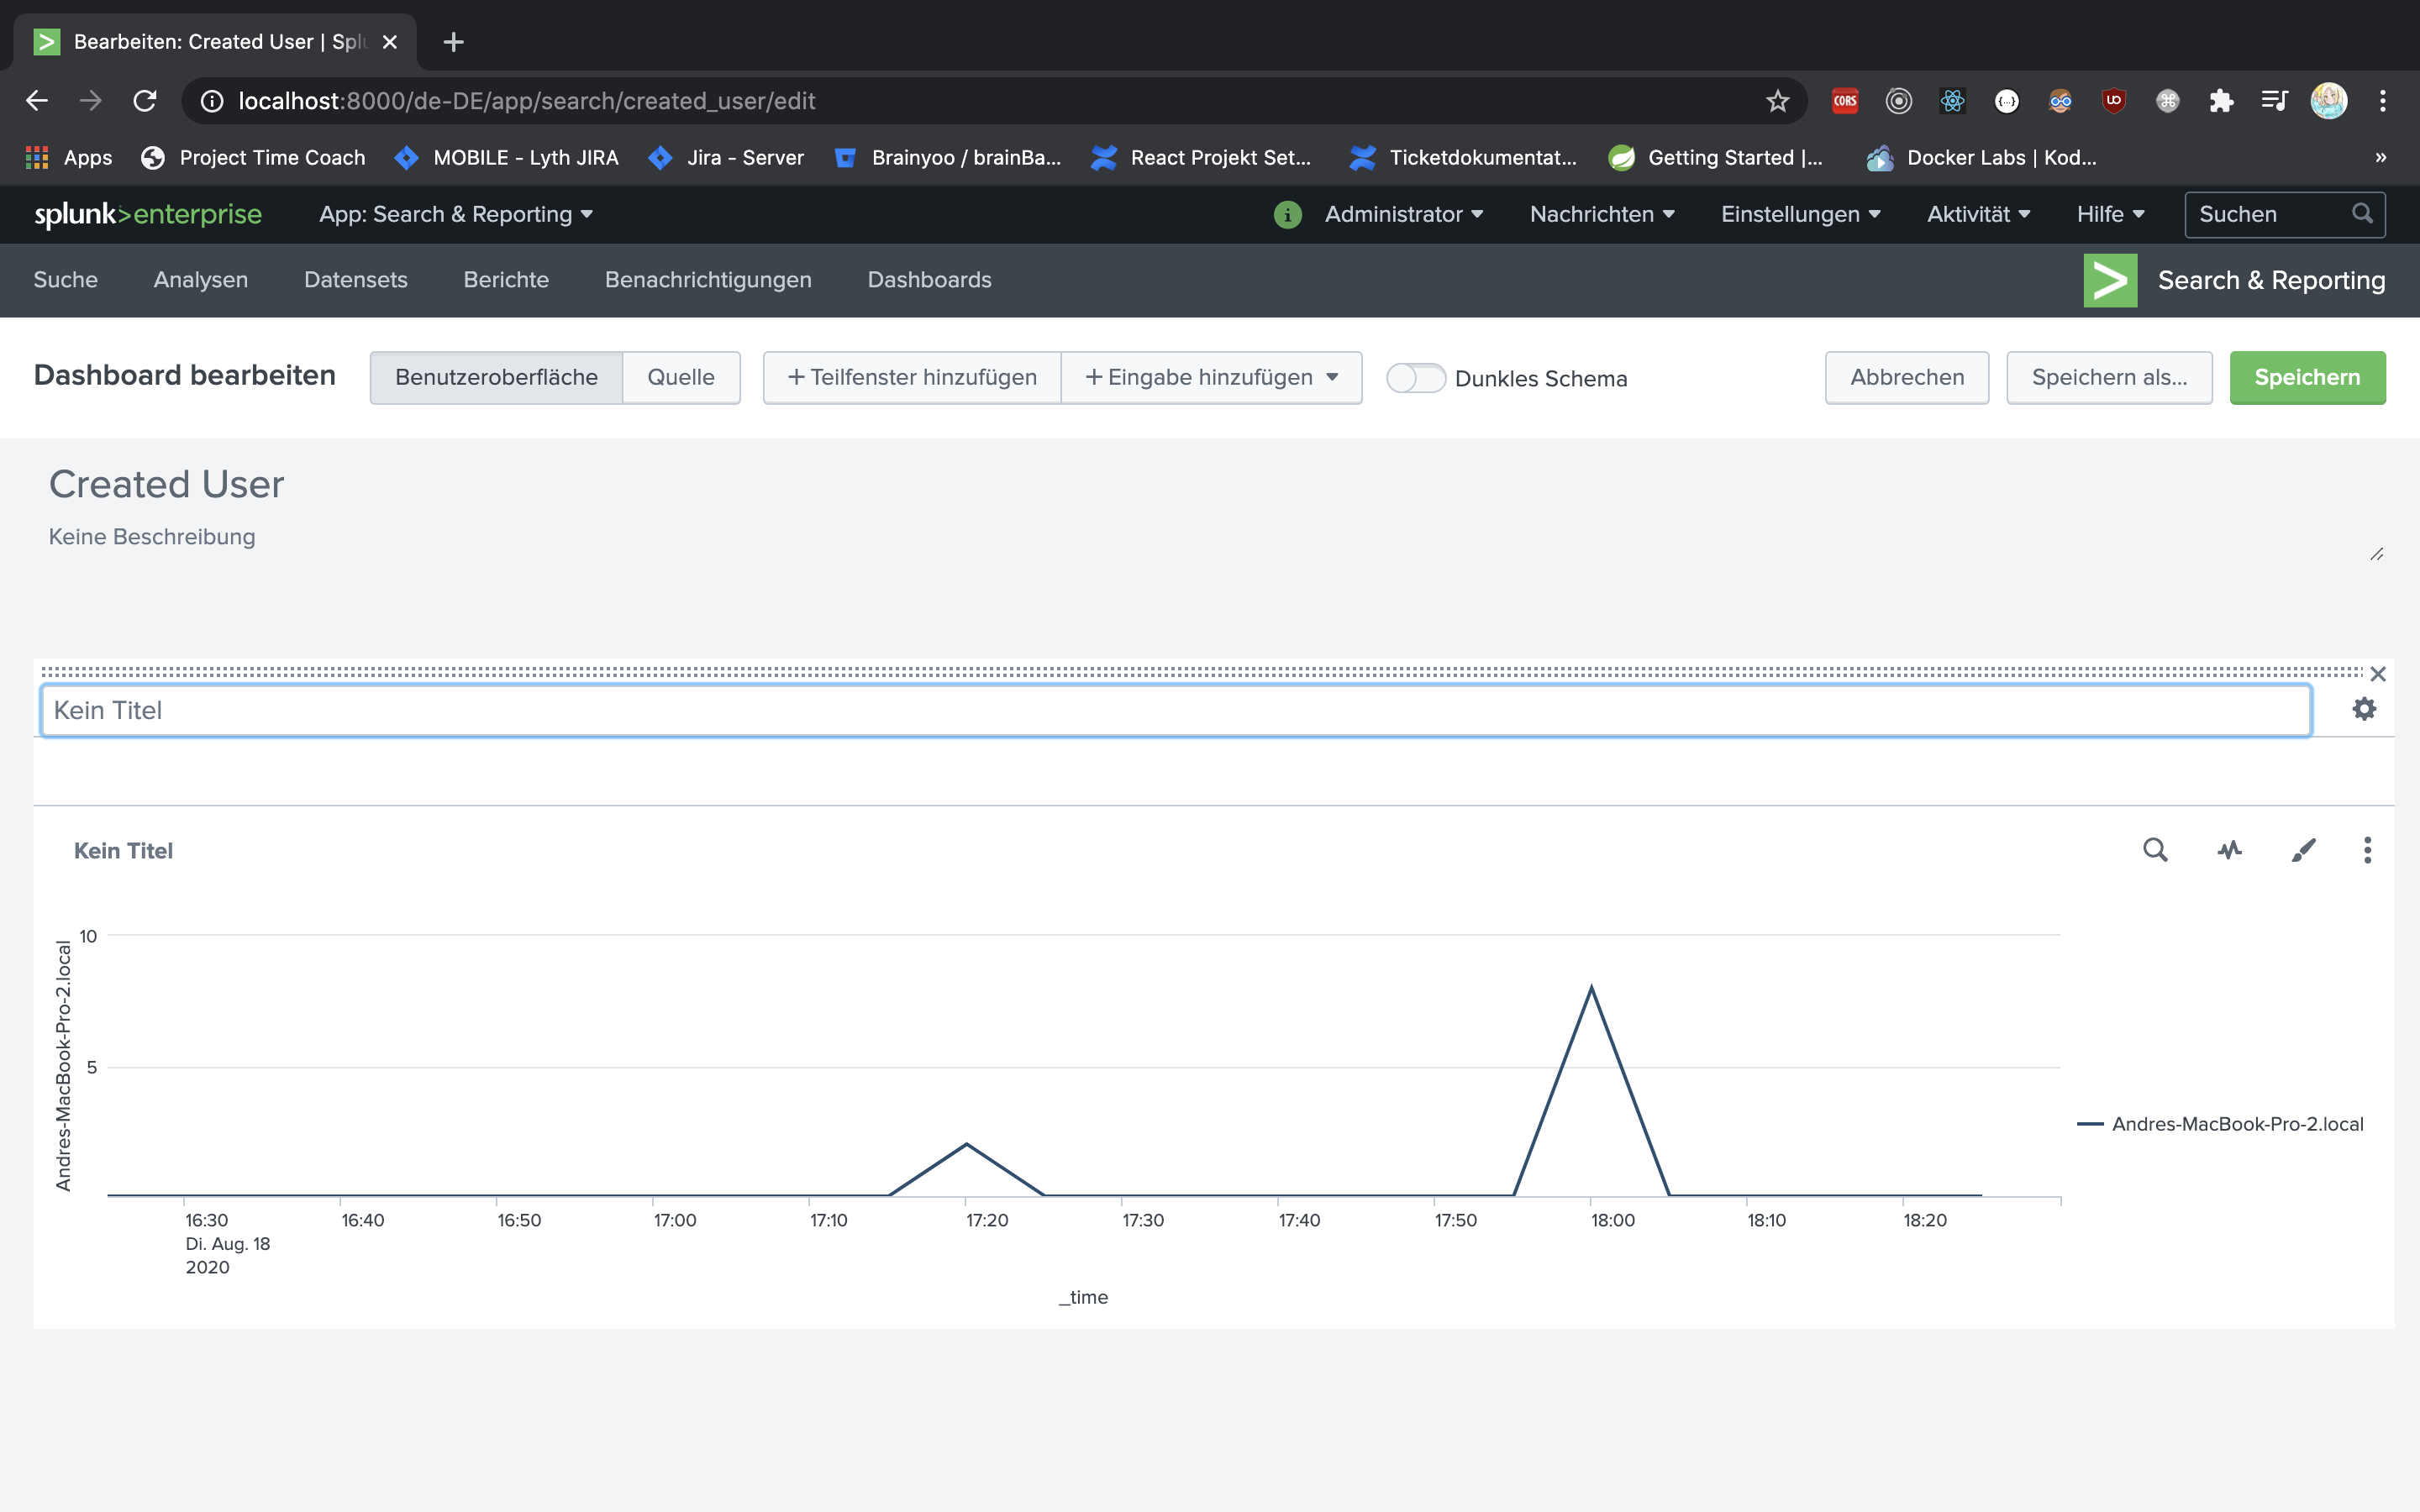 Bearbeiten: Created User | Spl
localhost:8000/de-DE/app/search/created_user/edit
CORS
Apps
Project Time Coach
MOBILE - Lyth JIRA
Jira - Server
Brainyoo / brainBa...
React Projekt Set...
Ticketdokumentat...
Getting Started |...
Docker Labs | Kod...
»
splunk>enterprise
App: Search & Reporting
Administrator
Nachrichten
Einstellungen
Aktivität
Hilfe
Suchen
Suche
Analysen
Datensets
Berichte
Benachrichtigungen
Dashboards
Search & Reporting
Dashboard bearbeiten
Benutzeroberfläche
Quelle
+ Teilfenster hinzufügen
+ Eingabe hinzufügen
Dunkles Schema
Abbrechen
Speichern als...
Speichern
Created User
Keine Beschreibung
Kein Titel
Kein Titel
Andres-MacBook-Pro-2.local
10
5
Andres-MacBook-Pro-2.local
16:30
16:40
16:50
17:00
17:10
17:20
17:30
17:40
17:50
18:00
18:10
18:20
Di. Aug. 18
2020
_time